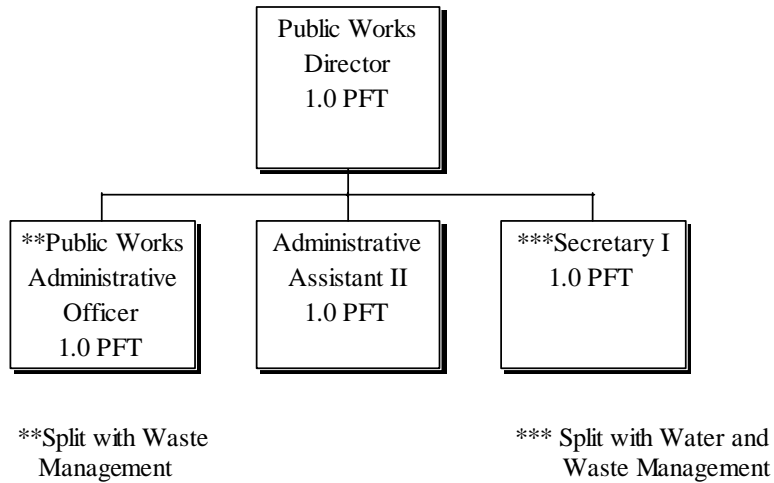 Public Works
Director
1.0 PFT
**Public Works
Administrative
Officer
1.0 PFT
Administrative
Assistant II
1.0 PFT
***Secretary I
1.0 PFT
**Split with Waste
Management
*** Split with Water and
Waste Management